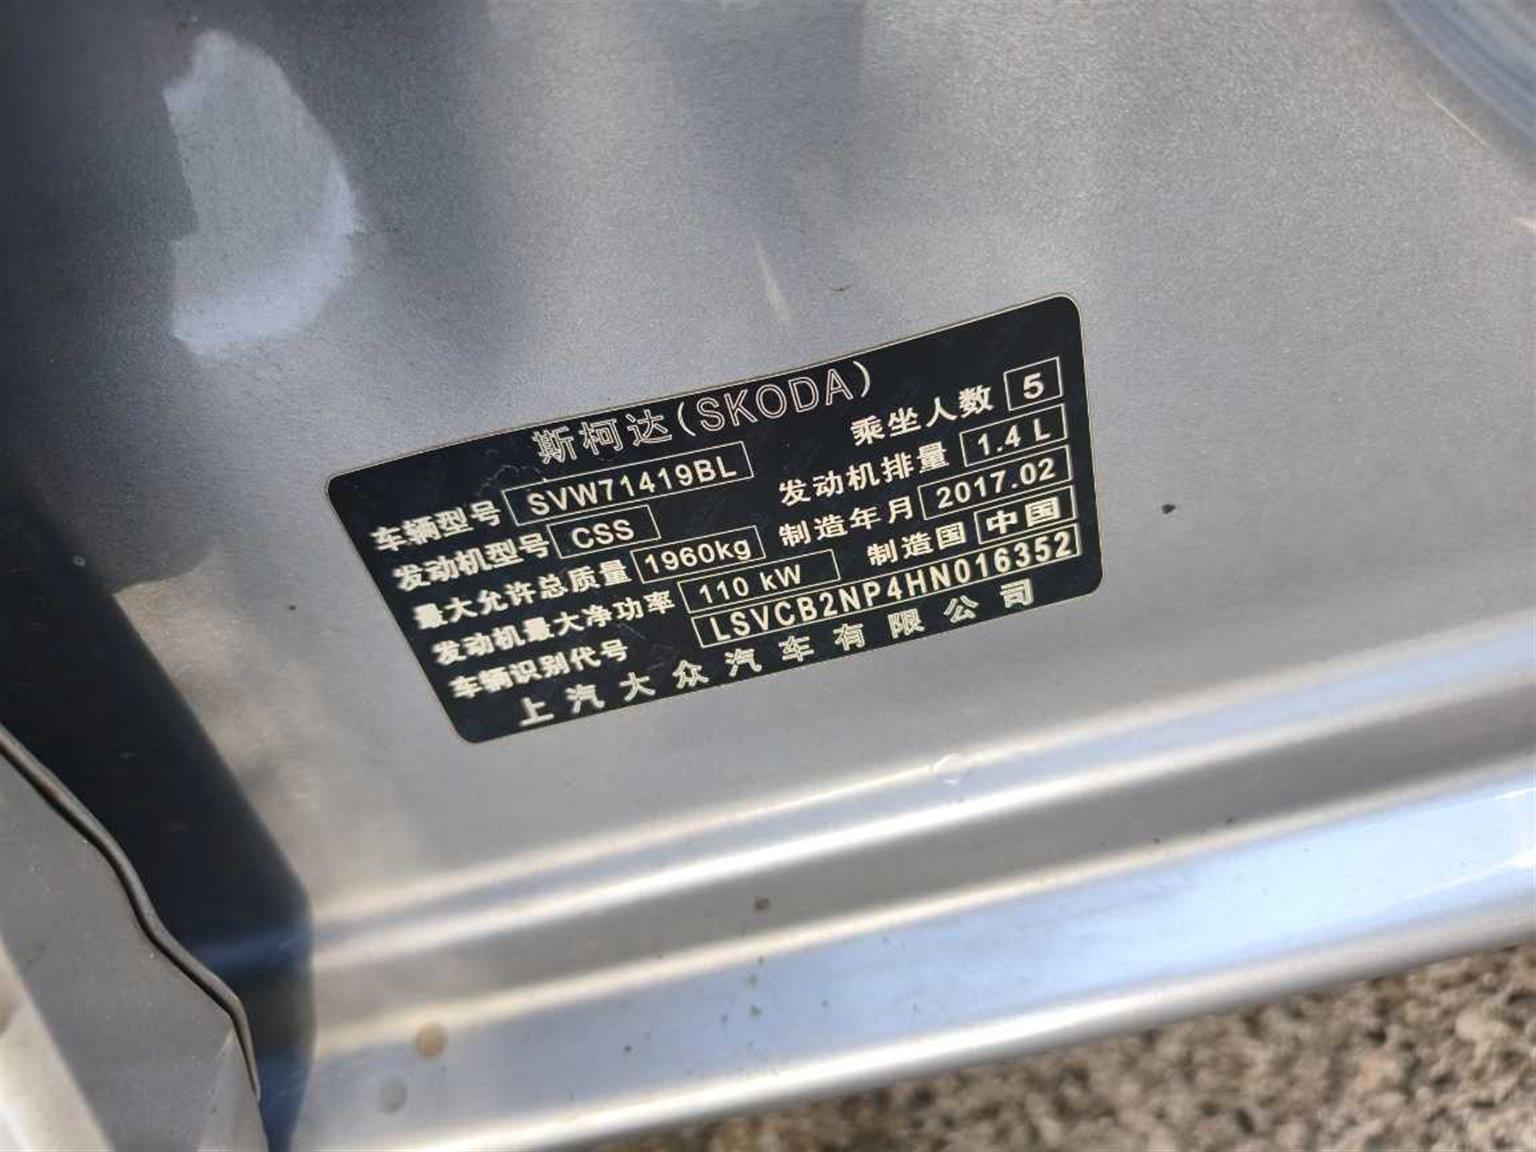 斯柯达(SKODA)
车辆型号 SVW71419BL 乘坐人数 5
发动机型号 CSS 发动机排量 1.4 L
最大允许总质量 1960kg 制造年月 2017.02
发动机最大净功率 110 kW 制造国 中国
车辆识别代号 LSVCB2NP4HN016352
上汽大众汽车有限公司